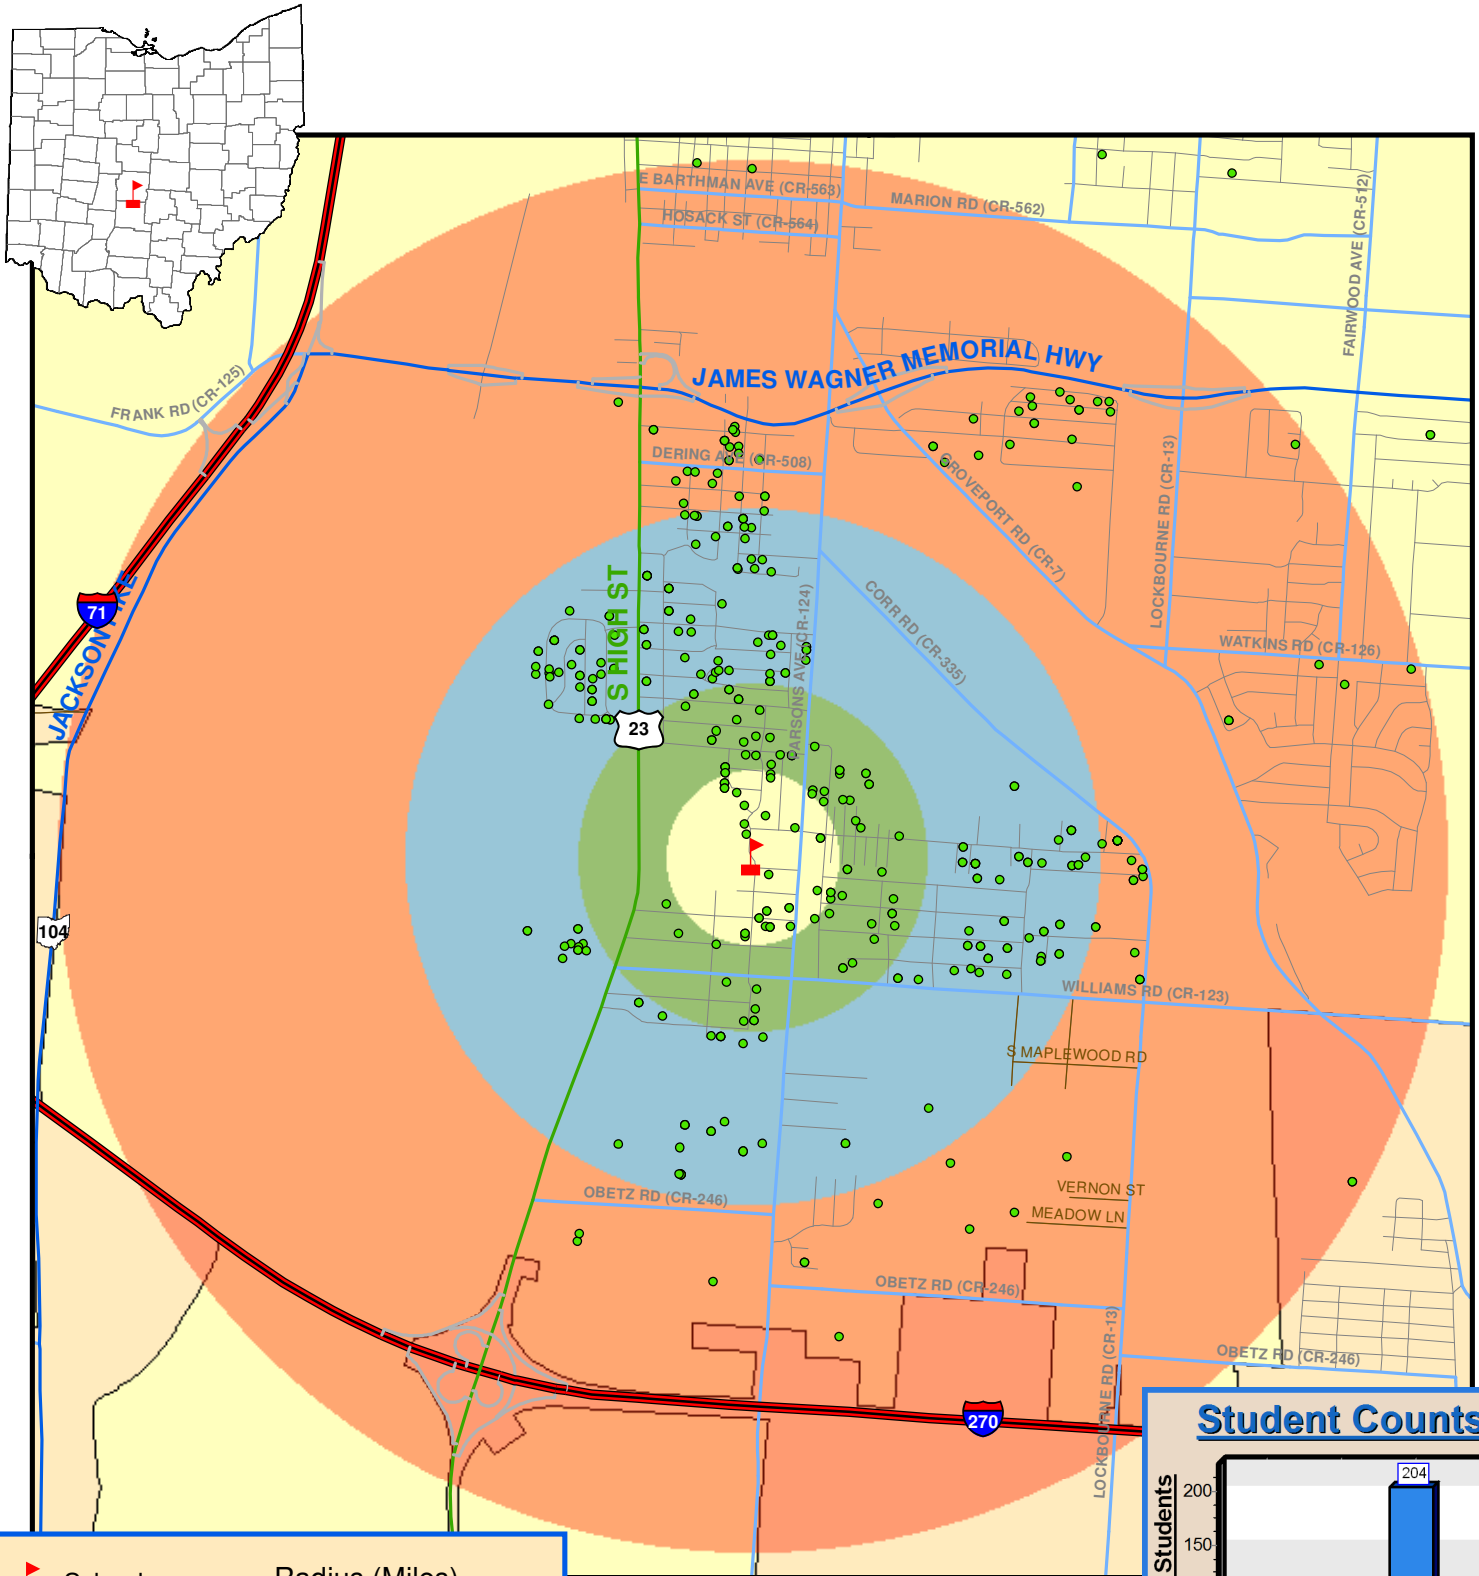 E BARTHMAN AVE (CR-563)
MARION RD (CR-562)
HOSACK ST (CR-564)
FAIRWOOD AVE (CR-512)
JAMES WAGNER MEMORIAL HWY
FRANK RD (CR-125)
DERING AVE (CR-508)
GROVEPORT RD (CR-7)
LOCKBOURNE RD (CR-13)
S HIGH ST
CORR RD (CR-335)
PARSONS AVE (CR-124)
WATKINS RD (CR-126)
71
JACKSON PIKE
23
104
WILLIAMS RD (CR-123)
S MAPLEWOOD RD
VERNON ST
MEADOW LN
OBETZ RD (CR-246)
OBETZ RD (CR-246)
OBETZ RD (CR-246)
LOCKBOURNE RD (CR-13)
270
Student Counts
204
200
150
Students
Radius (Miles)